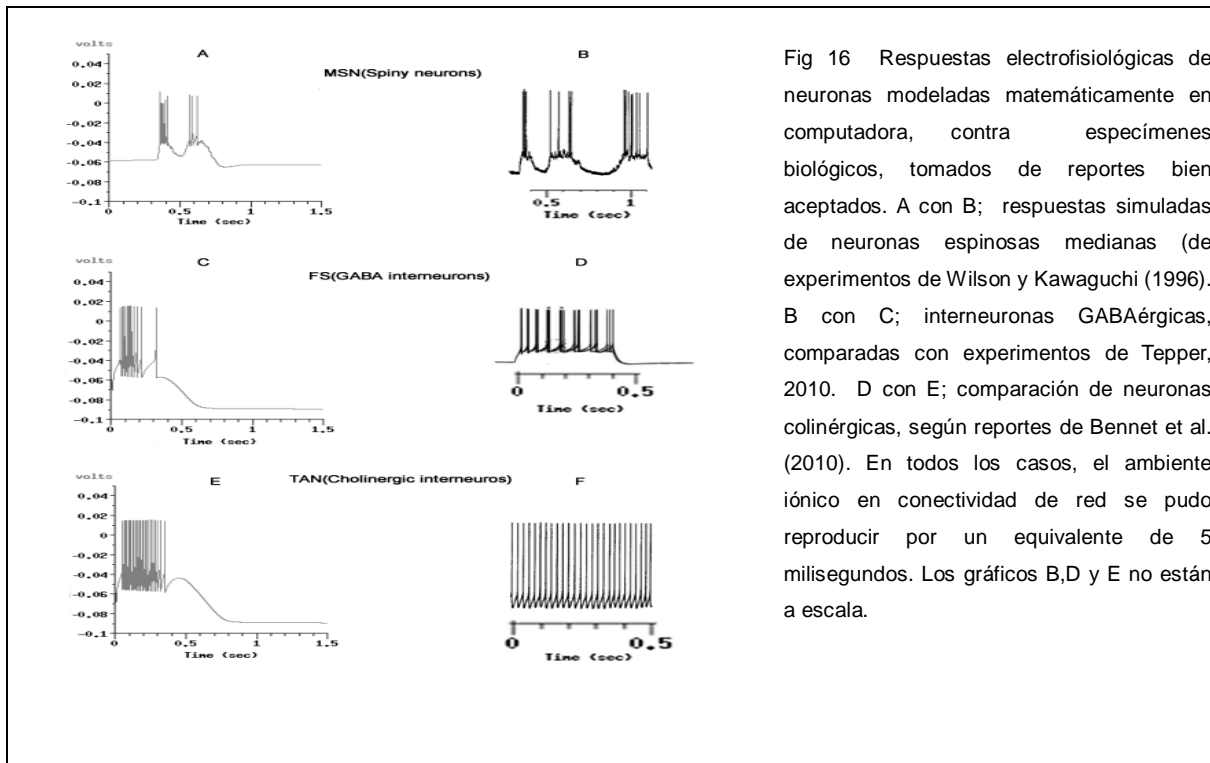 volts
A
B
MSN(Spiny neurons)
0.04
0.02
0
-0.02
-0.04
-0.06
-0.08
-0.1
0
0.5
1
1.5
Time (sec)
0.5
1
Time (sec)
volts
C
D
FS(GABA interneurons)
0.04
0.02
0
-0.02
-0.04
-0.06
-0.08
-0.1
0
0.5
1
1.5
Time (sec)
0
0.5
Time (sec)
volts
E
TAN(Cholinergic interneuros)
F
0.04
0.02
0
-0.02
-0.04
-0.06
-0.08
-0.1
0
0.5
1
1.5
Time (sec)
0
0.5
Time (sec)
Fig 16 Respuestas electrofisiológicas de
neuronas modeladas matemáticamente en
computadora, contra especímenes
biológicos, tomados de reportes bien
aceptados. A con B; respuestas simuladas
de neuronas espinosas medianas (de
experimentos de Wilson y Kawaguchi (1996).
B con C; interneuronas GABAérgicas,
comparadas con experimentos de Tepper,
2010. D con E; comparación de neuronas
colinérgicas, según reportes de Bennet et al.
(2010). En todos los casos, el ambiente
iónico en conectividad de red se pudo
reproducir por un equivalente de 5
milisegundos. Los gráficos B,D y E no están
a escala.